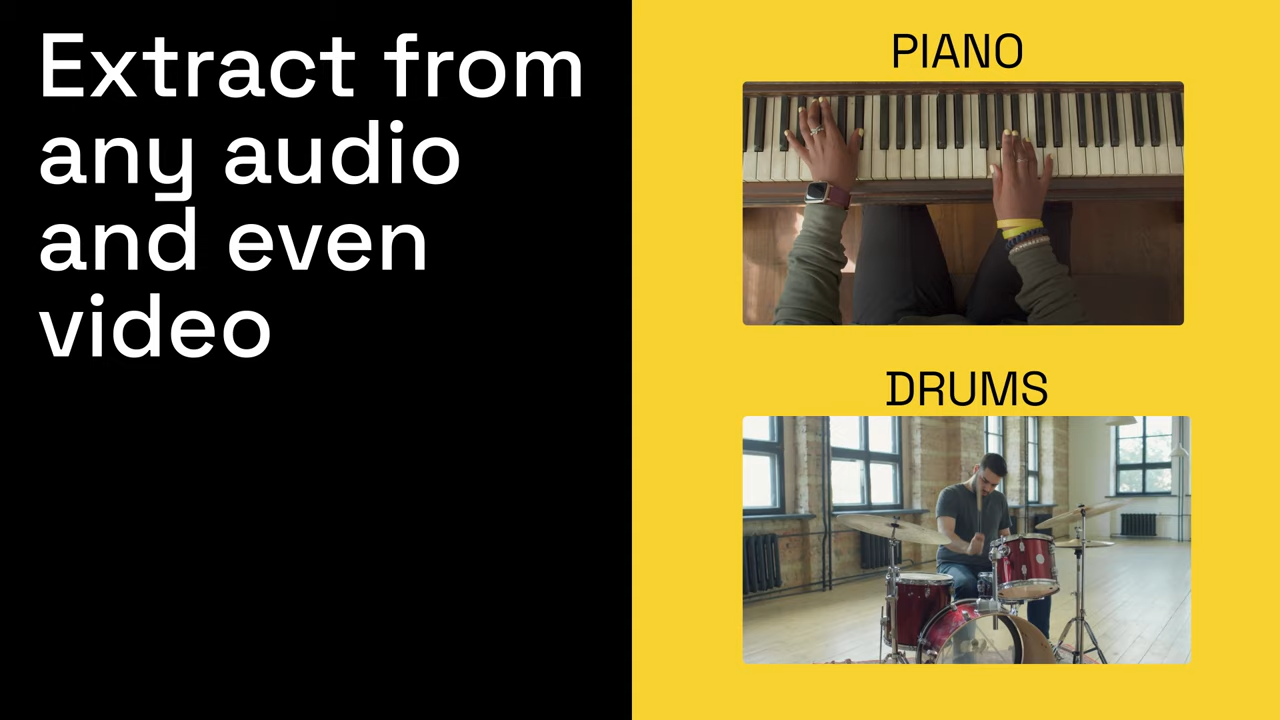 Extract from
any audio
and even
video
PIANO
DRUMS